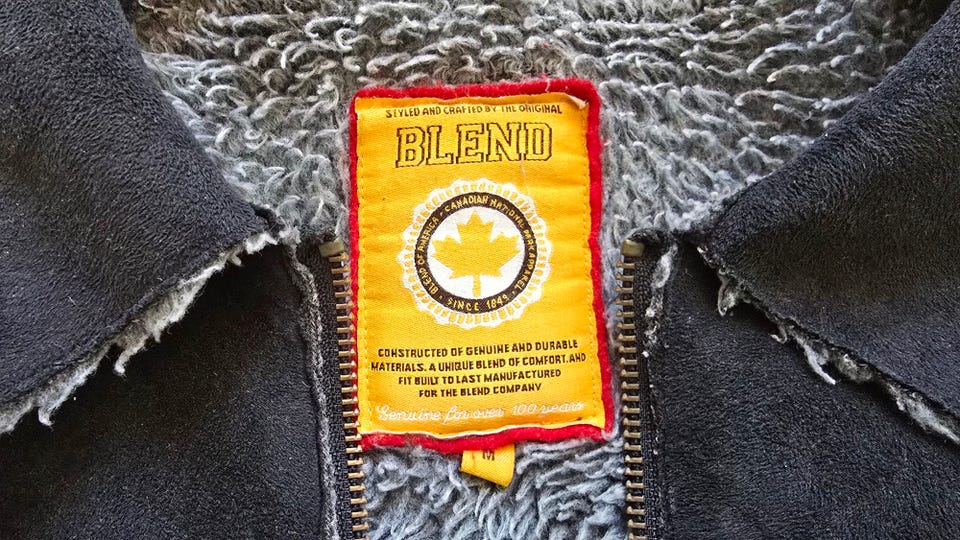 STYLED AND CRAFTED BY THE ORIGINAL
BLEND
BLEND OF AMERICA • CANADIAN NATIONAL PARK APPAREL •
SINCE 1849
CONSTRUCTED OF GENUINE AND DURABLE
MATERIALS. A UNIQUE BLEND OF COMFORT. AND
FIT BUILT TO LAST MANUFACTURED
FOR THE BLEND COMPANY
Genuine for over 100 years
M